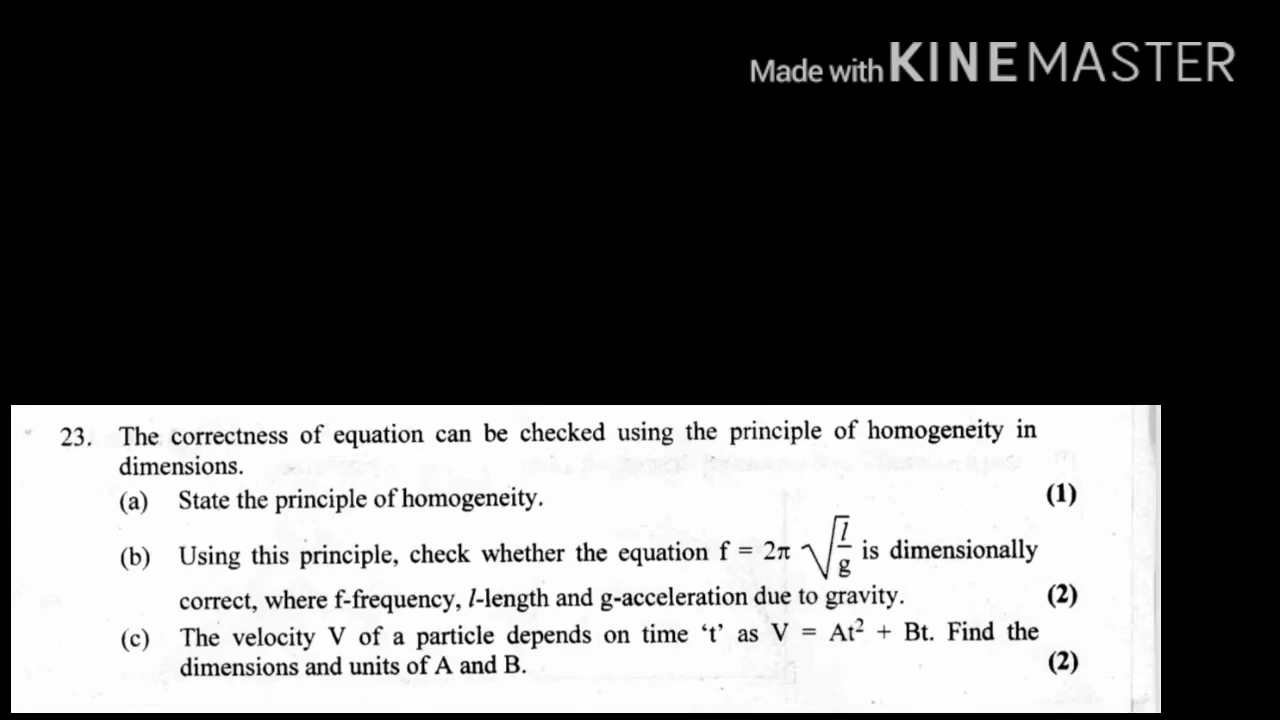 Made with KINEMASTER
23. The correctness of equation can be checked using the principle of homogeneity in
dimensions.
(a) State the principle of homogeneity. (1)
(b) Using this principle, check whether the equation f = 2π √(l/g) is dimensionally
correct, where f-frequency, l-length and g-acceleration due to gravity. (2)
(c) The velocity V of a particle depends on time ‘t’ as V = At² + Bt. Find the
dimensions and units of A and B. (2)